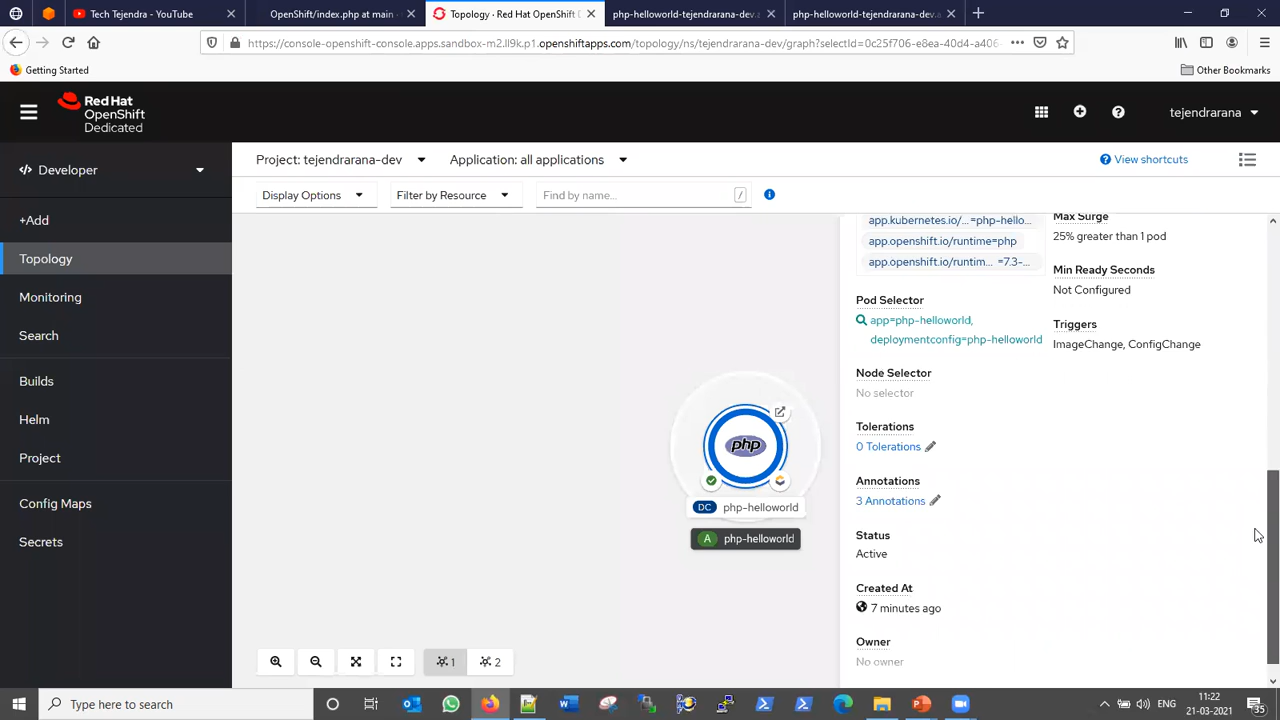 Tech Tejendra - YouTube
OpenShift/index.php at main -
Topology · Red Hat OpenShift
php-helloworld-tejendrarana-dev.
php-helloworld-tejendrarana-dev.
https://console-openshift-console.apps.sandbox-m2.ll9k.p1.openshiftapps.com/topology/ns/tejendrarana-dev/graph?selectId=0c25f706-e8ea-40d4-a406-
Getting Started
Other Bookmarks
Red Hat
OpenShift
Dedicated
tejendrarana
Developer
Project: tejendrarana-dev
Application: all applications
View shortcuts
Display Options
Filter by Resource
Find by name...
/
+Add
Topology
Monitoring
Search
Builds
Helm
Project
Config Maps
Secrets
php
DC php-helloworld
A php-helloworld
1
2
app.kubernetes.io/... =php-hello...
app.openshift.io/runtime=php
app.openshift.io/runtim... =7.3-...
Pod Selector
app=php-helloworld,
deploymentconfig=php-helloworld
Node Selector
No selector
Tolerations
0 Tolerations
Annotations
3 Annotations
Status
Active
Created At
7 minutes ago
Owner
No owner
Max Surge
25% greater than 1 pod
Min Ready Seconds
Not Configured
Triggers
ImageChange, ConfigChange
Type here to search
ENG
11:22
21-03-2021
35